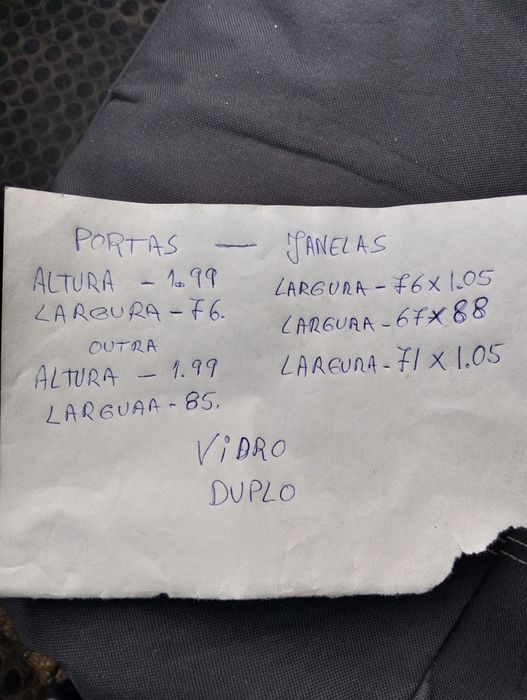 PORTAS — JANELAS
ALTURA - 1.99
LARGURA - 76.
OUTRA
ALTURA - 1.99
LARGUAA - 85.
LARGURA - 76 X 1.05
LARGURA - 67 X 88
LARGURA - 71 X 1.05
VIDRO
DUPLO